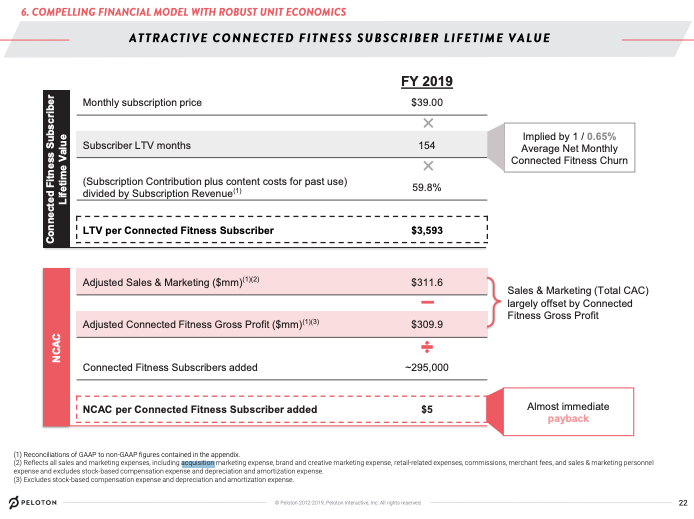 6. COMPELLING FINANCIAL MODEL WITH ROBUST UNIT ECONOMICS
ATTRACTIVE CONNECTED FITNESS SUBSCRIBER LIFETIME VALUE
FY 2019
Connected Fitness Subscriber
Lifetime Value
Monthly subscription price $39.00
×
Subscriber LTV months 154
×
(Subscription Contribution plus content costs for past use)
divided by Subscription Revenue(1) 59.8%
LTV per Connected Fitness Subscriber $3,593
Implied by 1 / 0.65%
Average Net Monthly
Connected Fitness Churn
NCAC
Adjusted Sales & Marketing ($mm)(1)(2) $311.6
−
Adjusted Connected Fitness Gross Profit ($mm)(1)(3) $309.9
÷
Connected Fitness Subscribers added ~295,000
NCAC per Connected Fitness Subscriber added $5
Sales & Marketing (Total CAC)
largely offset by Connected
Fitness Gross Profit
Almost immediate
payback
(1) Reconciliations of GAAP to non-GAAP figures contained in the appendix.
(2) Reflects all sales and marketing expenses, including acquisition marketing expense, brand and creative marketing expense, retail-related expenses, commissions, merchant fees, and sales & marketing personnel
expense and excludes stock-based compensation expense and depreciation and amortization expense.
(3) Excludes stock-based compensation expense and depreciation and amortization expense.
PELOTON
© Peloton 2012-2019, Peloton Interactive, Inc. All rights reserved.
22